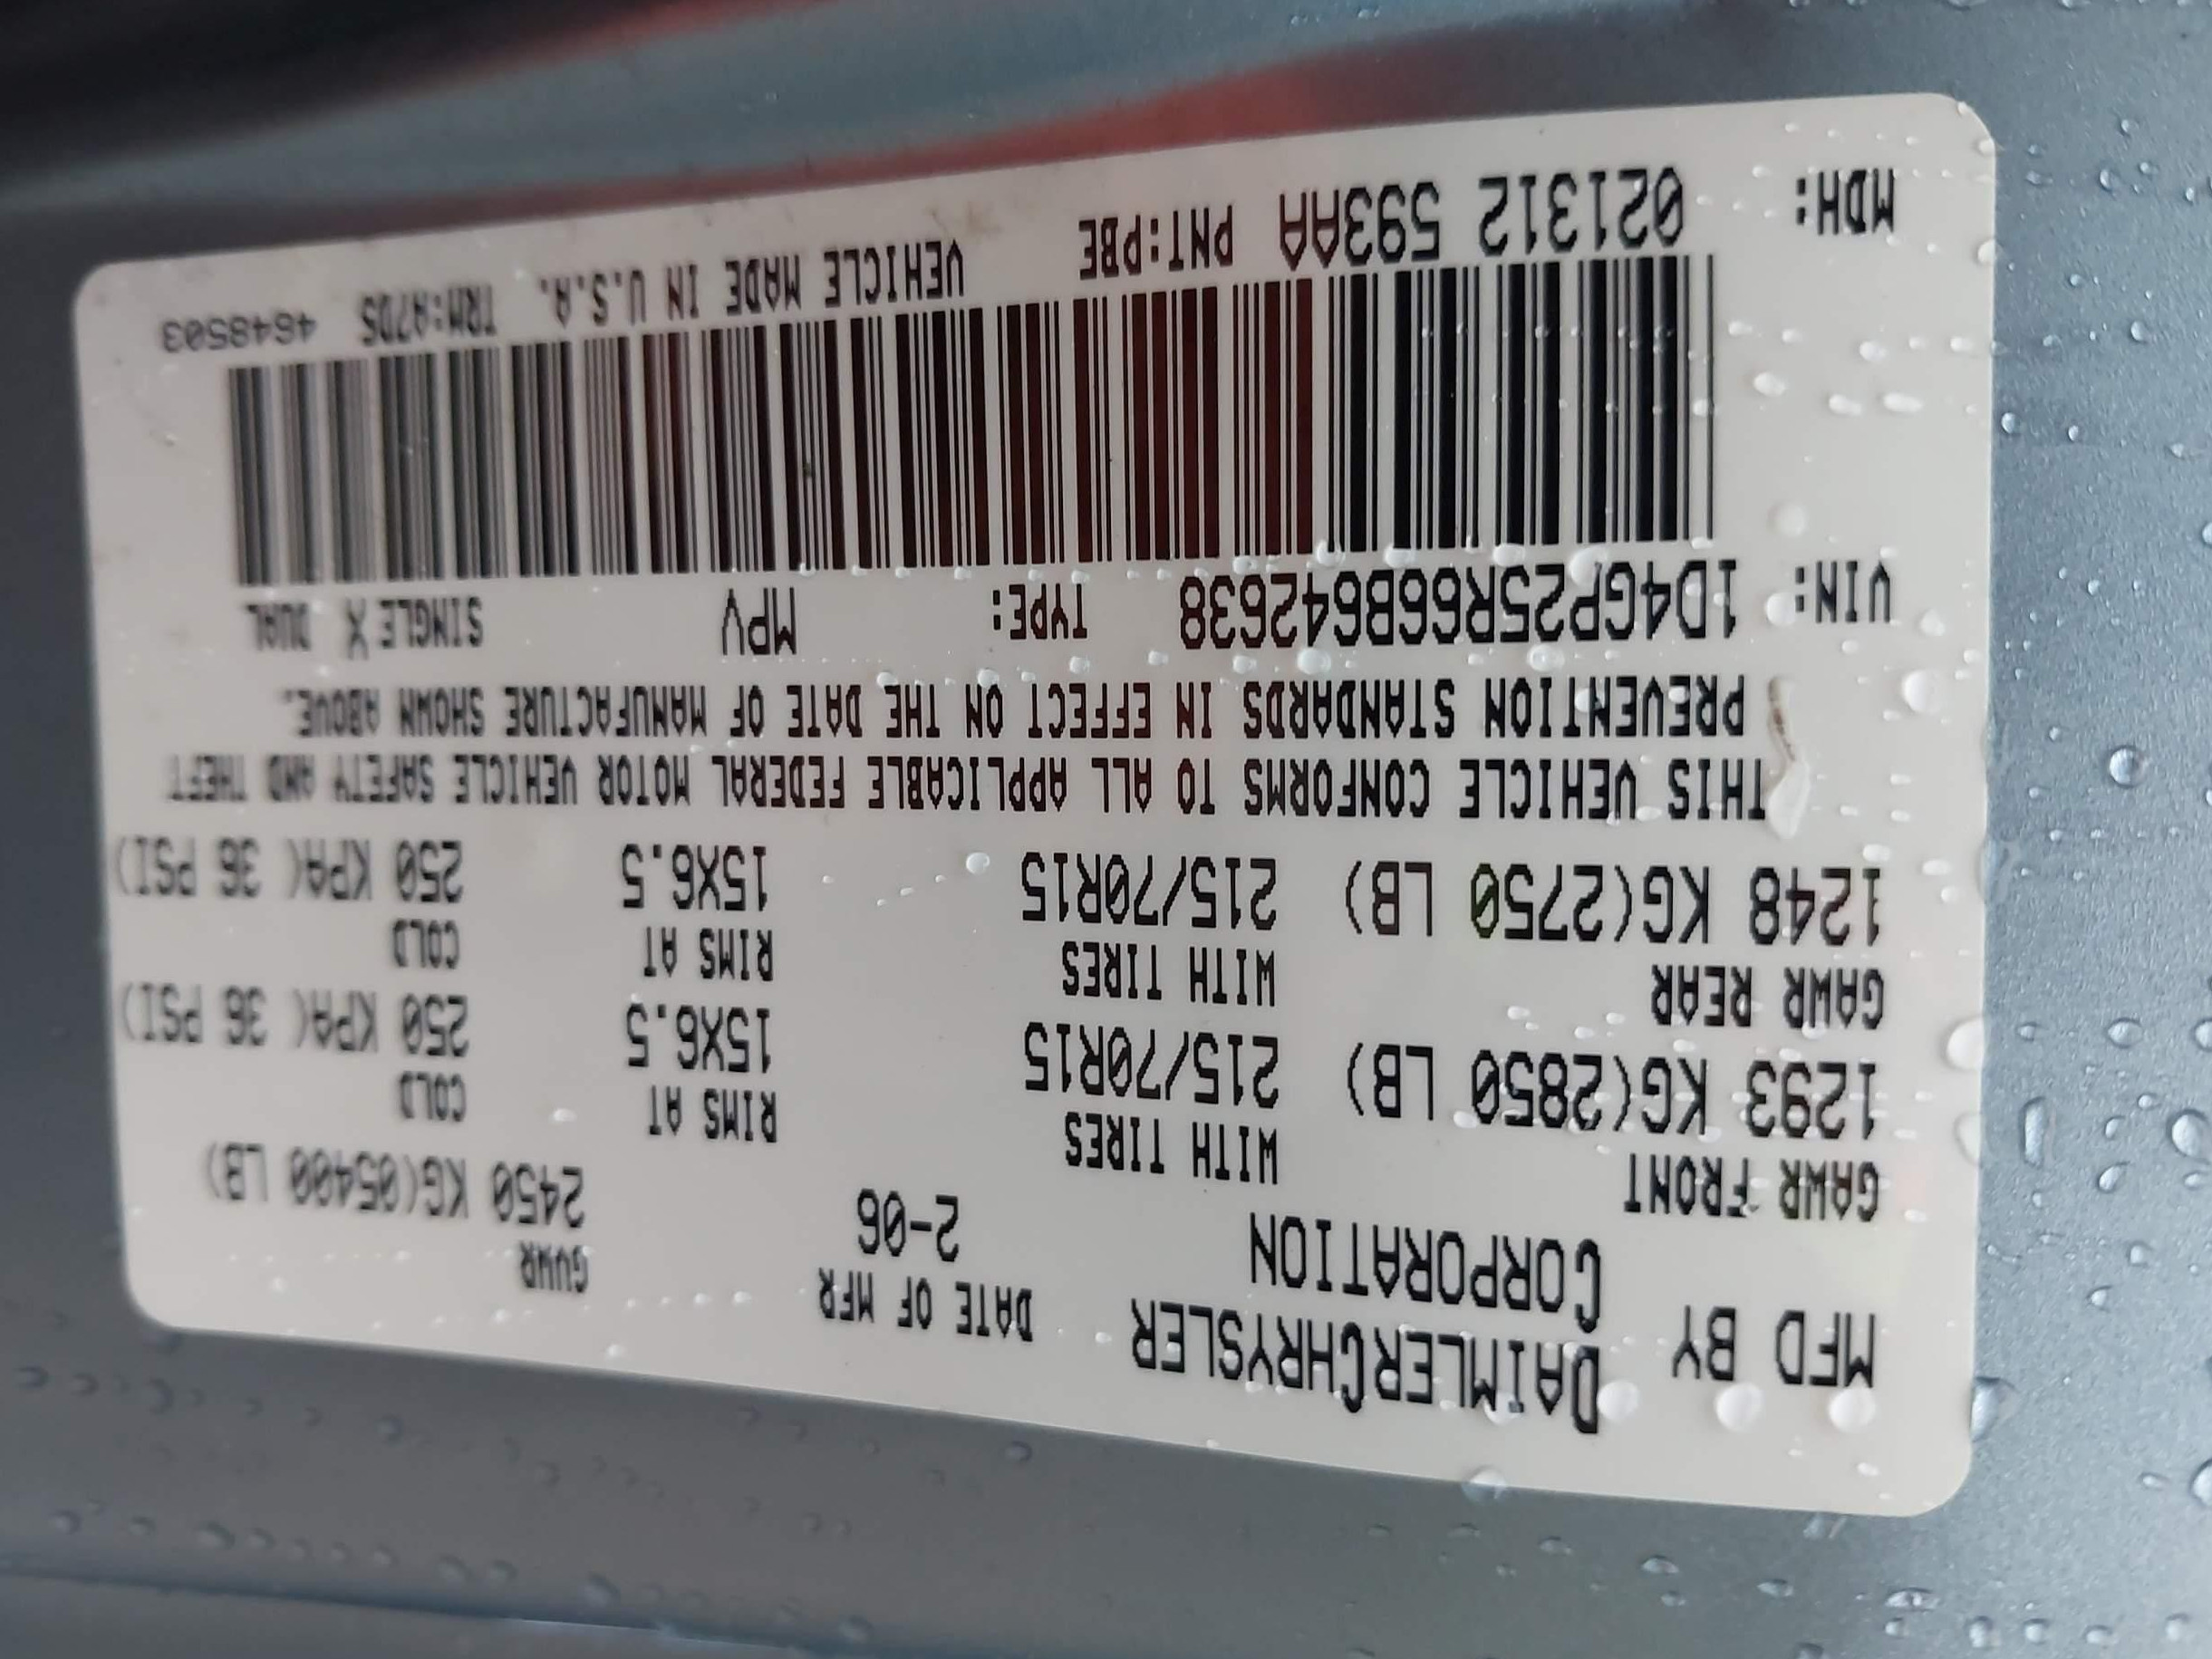 MFD BY DAIMLERCHRYSLER CORPORATION DATE OF MFR 2-06 GVWR 2450 KG(05400 LB)
GAWR FRONT WITH TIRES RIMS AT COLD
1293 KG(2850 LB) 215/70R15 15X6.5 250 KPA( 36 PSI)
GAWR REAR WITH TIRES RIMS AT COLD
1248 KG(2750 LB) 215/70R15 15X6.5 250 KPA( 36 PSI)
THIS VEHICLE CONFORMS TO ALL APPLICABLE FEDERAL MOTOR VEHICLE SAFETY AND THEFT
PREVENTION STANDARDS IN EFFECT ON THE DATE OF MANUFACTURE SHOWN ABOVE.
VIN: 1D4GP25R66B642638 TYPE: MPV SINGLE X DUAL
MDH: 021312 593AA PNT:PBE VEHICLE MADE IN U.S.A. TRM:A7DS 4648503